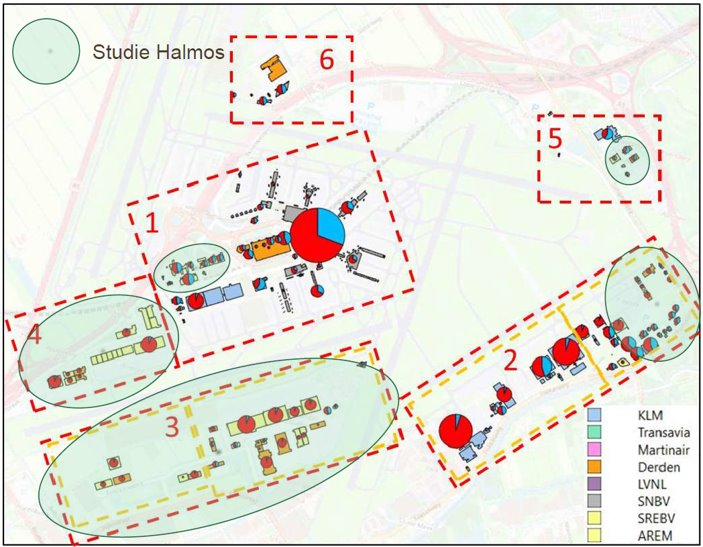 Studie Halmos
6
5
1
4
2
3
KLM
Transavia
Martinair
Derden
LVNL
SNBV
SREBV
AREM